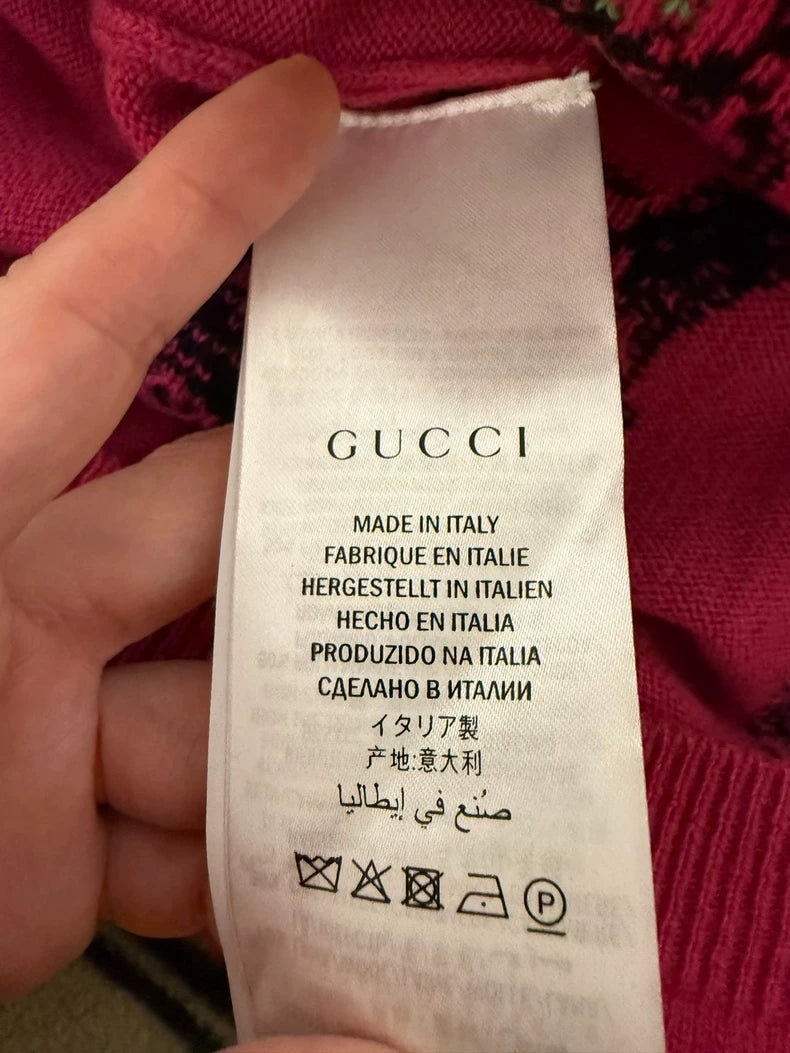 GUCCI
MADE IN ITALY
FABRIQUE EN ITALIE
HERGESTELLT IN ITALIEN
HECHO EN ITALIA
PRODUZIDO NA ITALIA
СДЕЛАНО В ИТАЛИИ
イタリア製
产地:意大利
صُنع في إيطاليا
P